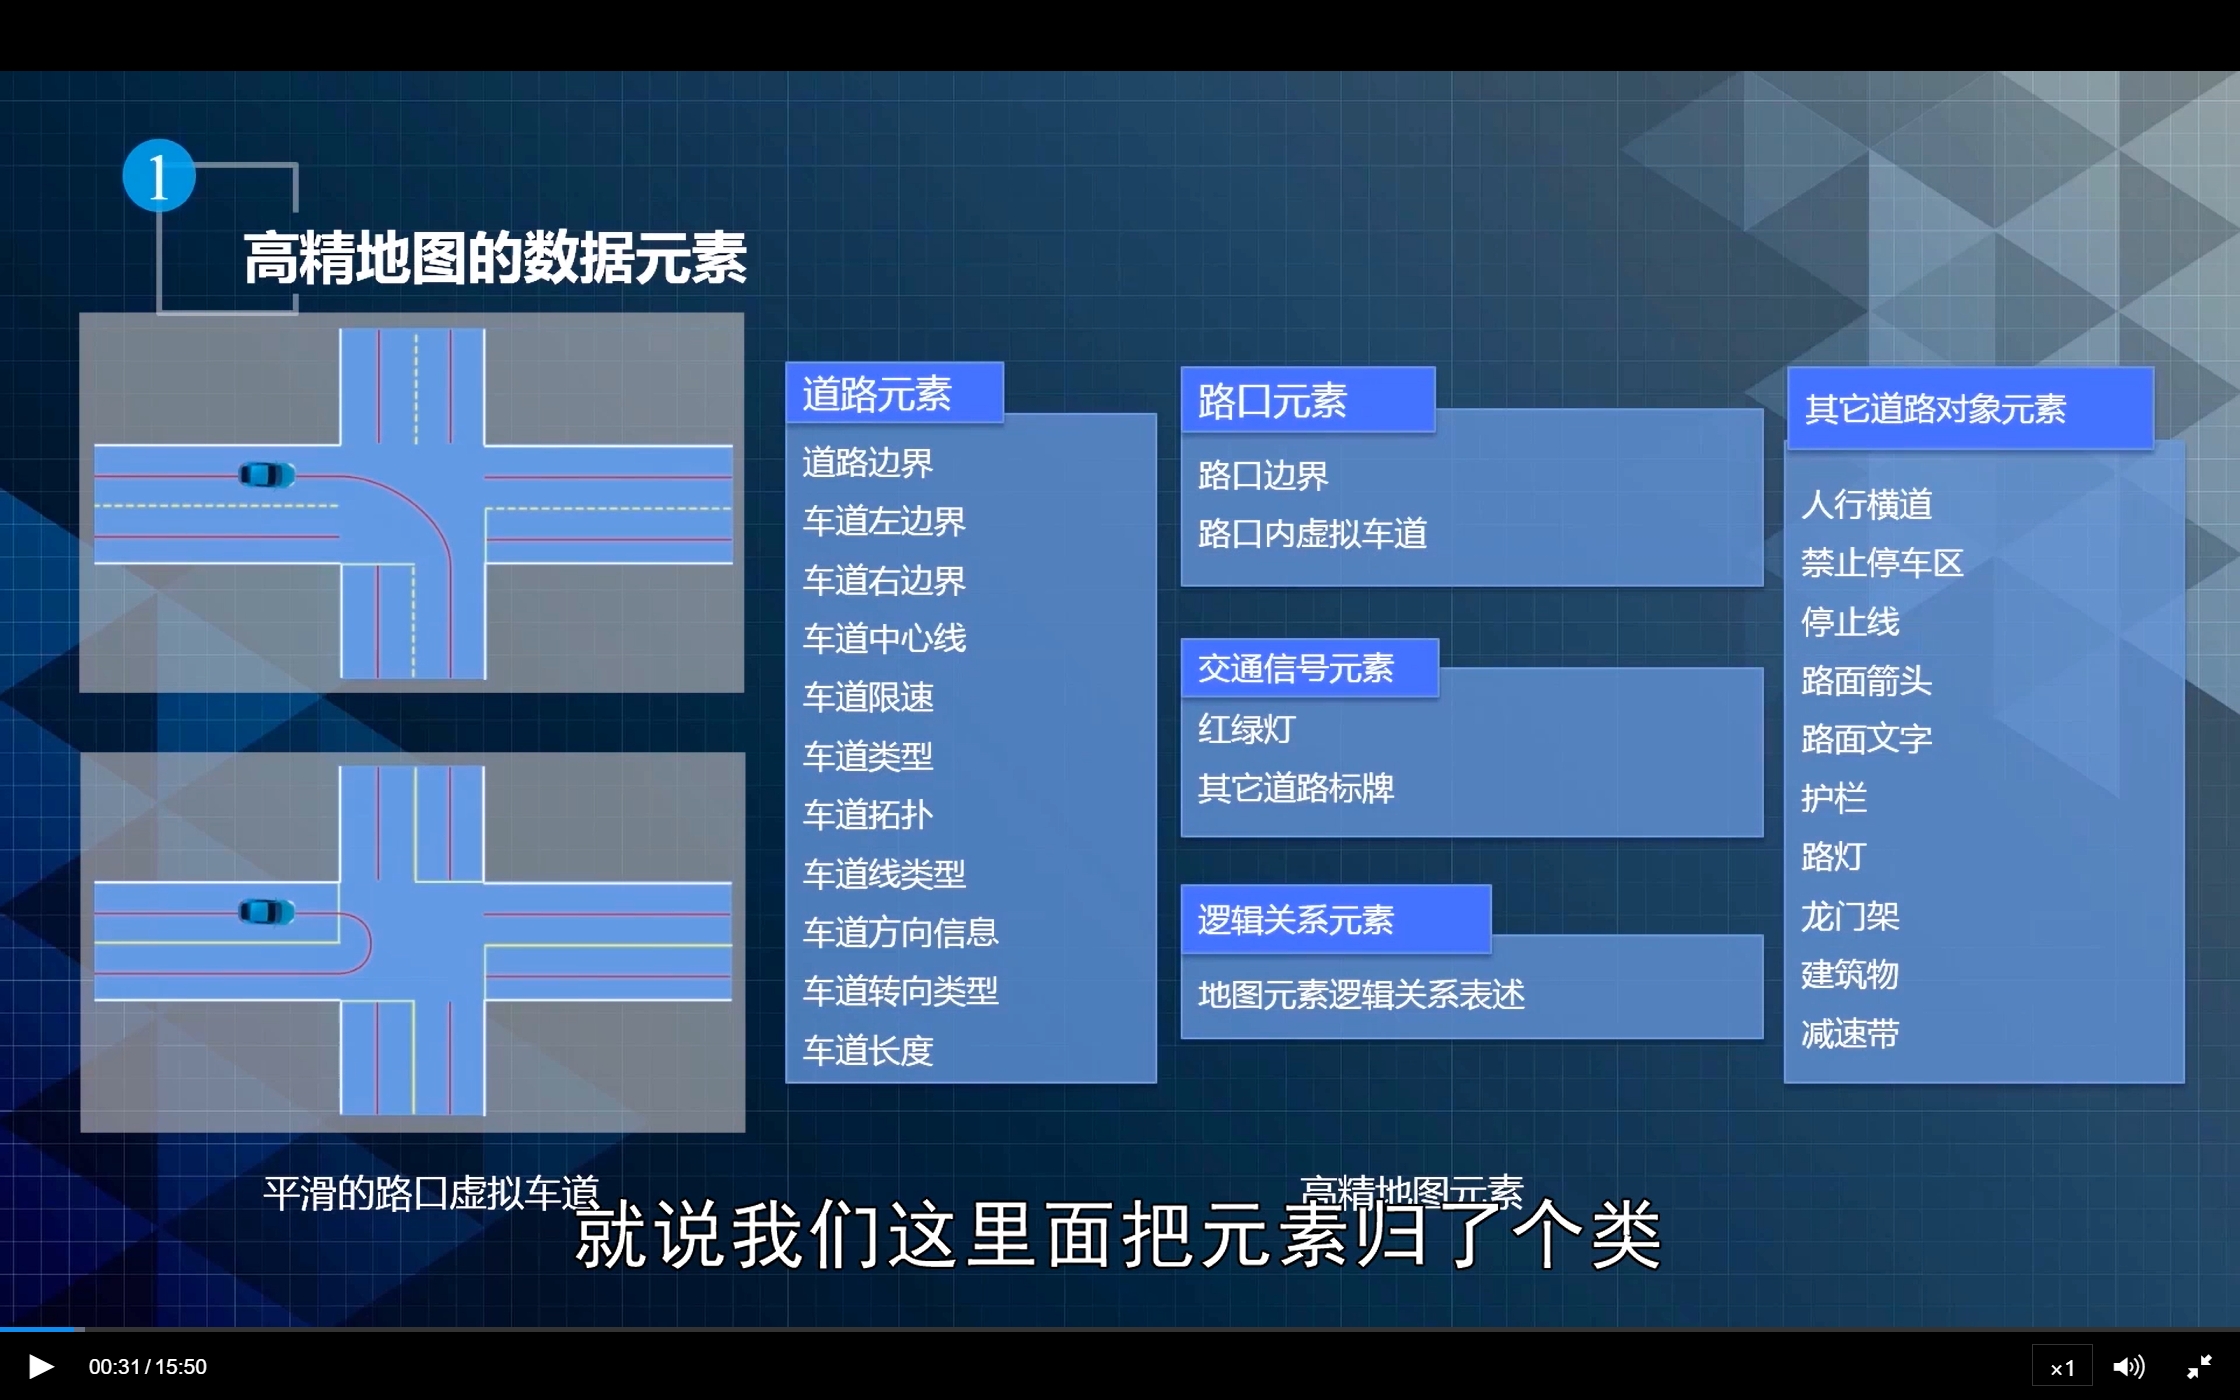 1
高精地图的数据元素
道路元素
道路边界
车道左边界
车道右边界
车道中心线
车道限速
车道类型
车道拓扑
车道线类型
车道方向信息
车道转向类型
车道长度
路口元素
路口边界
路口内虚拟车道
交通信号元素
红绿灯
其它道路标牌
逻辑关系元素
地图元素逻辑关系表述
其它道路对象元素
人行横道
禁止停车区
停止线
路面箭头
路面文字
护栏
路灯
龙门架
建筑物
减速带
平滑的路口虚拟车道
高精地图元素
就说我们这里面把元素归了个类
00:31/15:50
×1